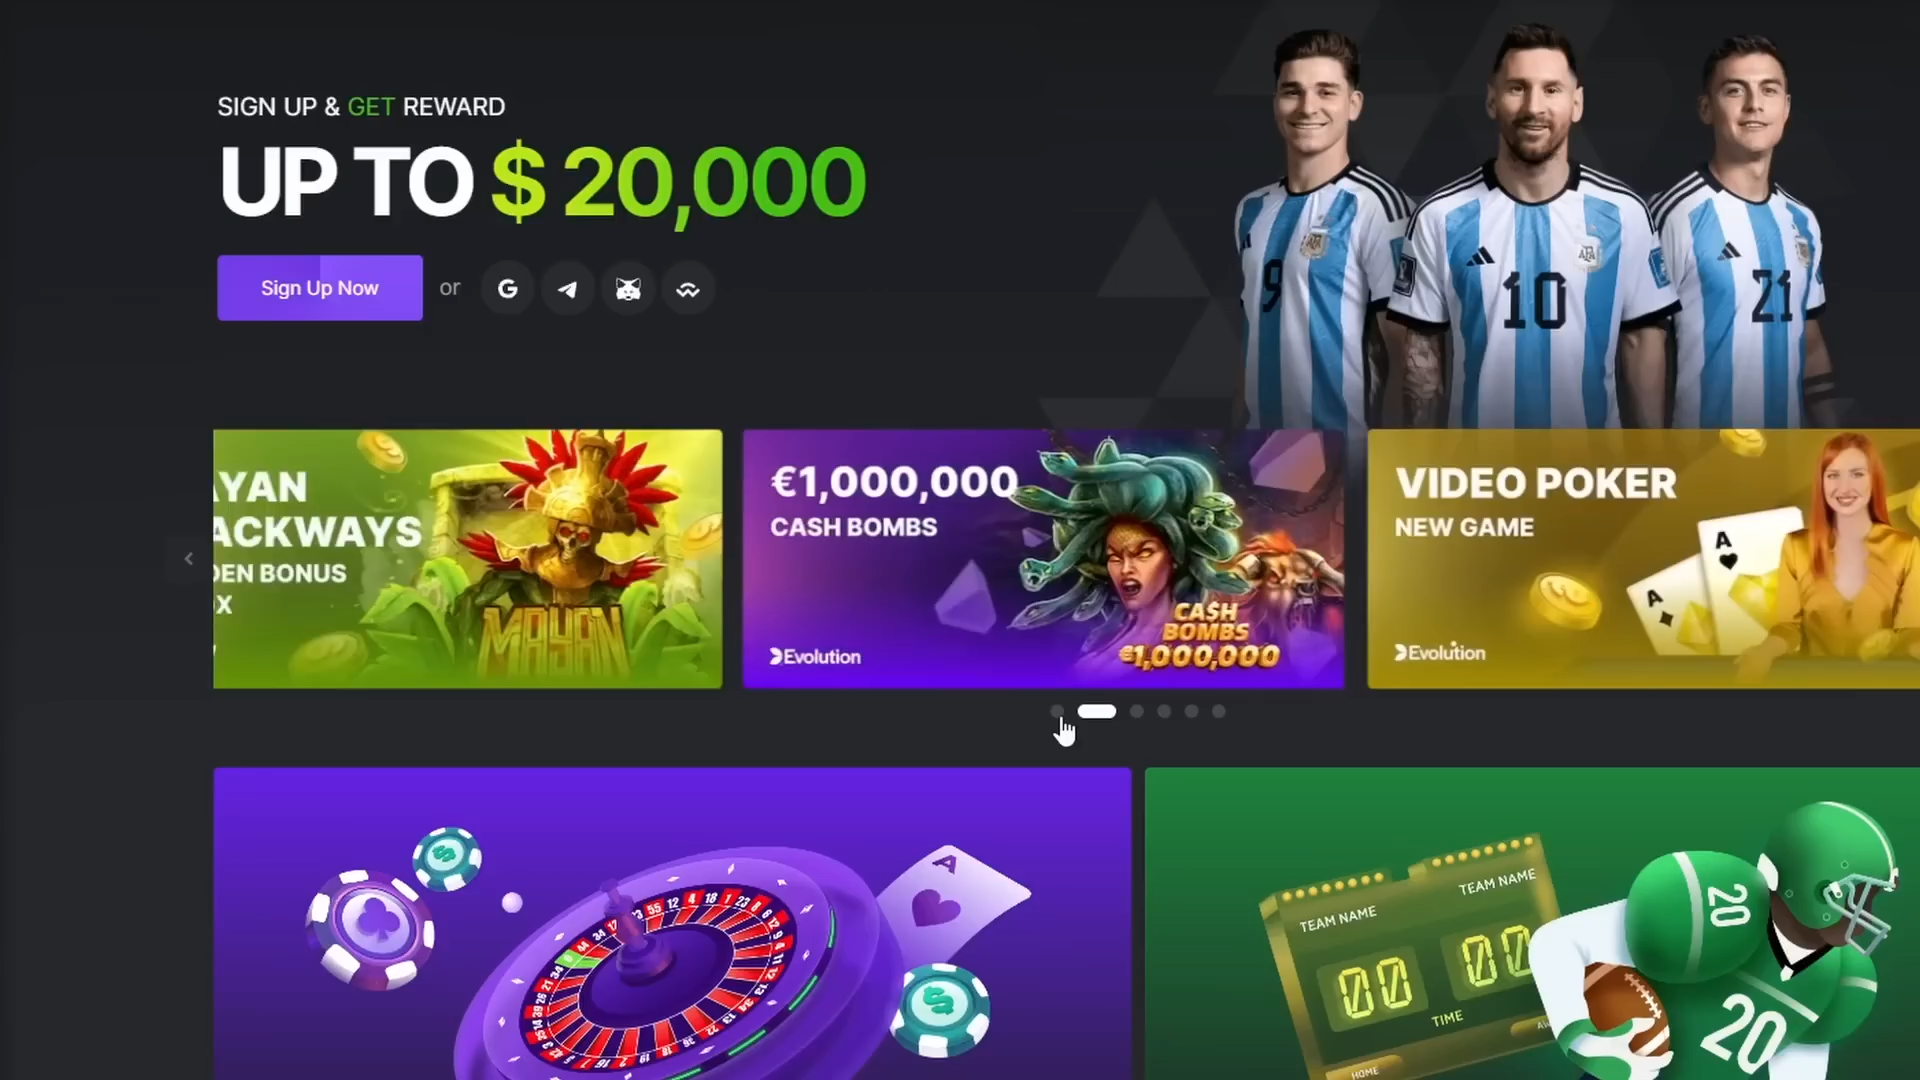 SIGN UP & GET REWARD
UP TO $ 20,000
Sign Up Now
or
G
9
10
21
YAN
ACKWAYS
DEN BONUS
X
MAYAN
€1,000,000
CASH BOMBS
Evolution
CA$H
BOMBS
€1,000,000
VIDEO POKER
NEW GAME
Evolution
A
A
A
TEAM NAME
TEAM NAME
00
00
TIME
HOME
20
20